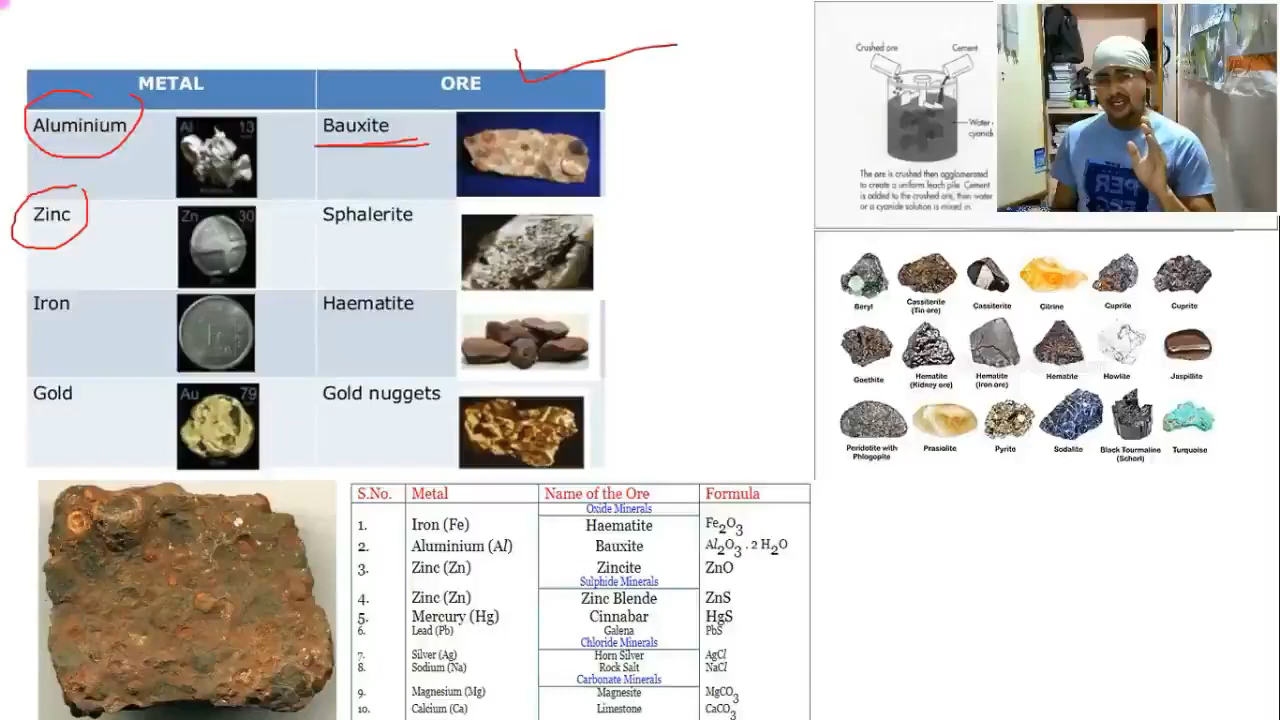 METAL ORE
Aluminium Al 13 Bauxite
Zinc Zn 30 Sphalerite
Iron Haematite
Gold Au 79 Gold nuggets
Crushed ore Cement
Water
cyanide
The ore is crushed then agglomerated
to create a uniform leach pile. Cement
is added to the crushed ore, then water
or a cyanide solution is mixed in.
Beryl Cassiterite (Tin ore) Cassiterite Citrine Cuprite Cuprite
Goethite Hematite (Kidney ore) Hematite (Iron ore) Hematite Howlite Jaspillite
Peridotite with Phlogopite Prasiolite Pyrite Sodalite Black Tourmaline (Schorl) Turquoise
S.No. Metal Name of the Ore Formula
Oxide Minerals
1. Iron (Fe) Haematite Fe2O3
2. Aluminium (Al) Bauxite Al2O3 . 2 H2O
3. Zinc (Zn) Zincite ZnO
Sulphide Minerals
4. Zinc (Zn) Zinc Blende ZnS
5. Mercury (Hg) Cinnabar HgS
6. Lead (Pb) Galena PbS
Chloride Minerals
7. Silver (Ag) Horn Silver AgCl
8. Sodium (Na) Rock Salt NaCl
Carbonate Minerals
9. Magnesium (Mg) Magnesite MgCO3
10. Calcium (Ca) Limestone CaCO3